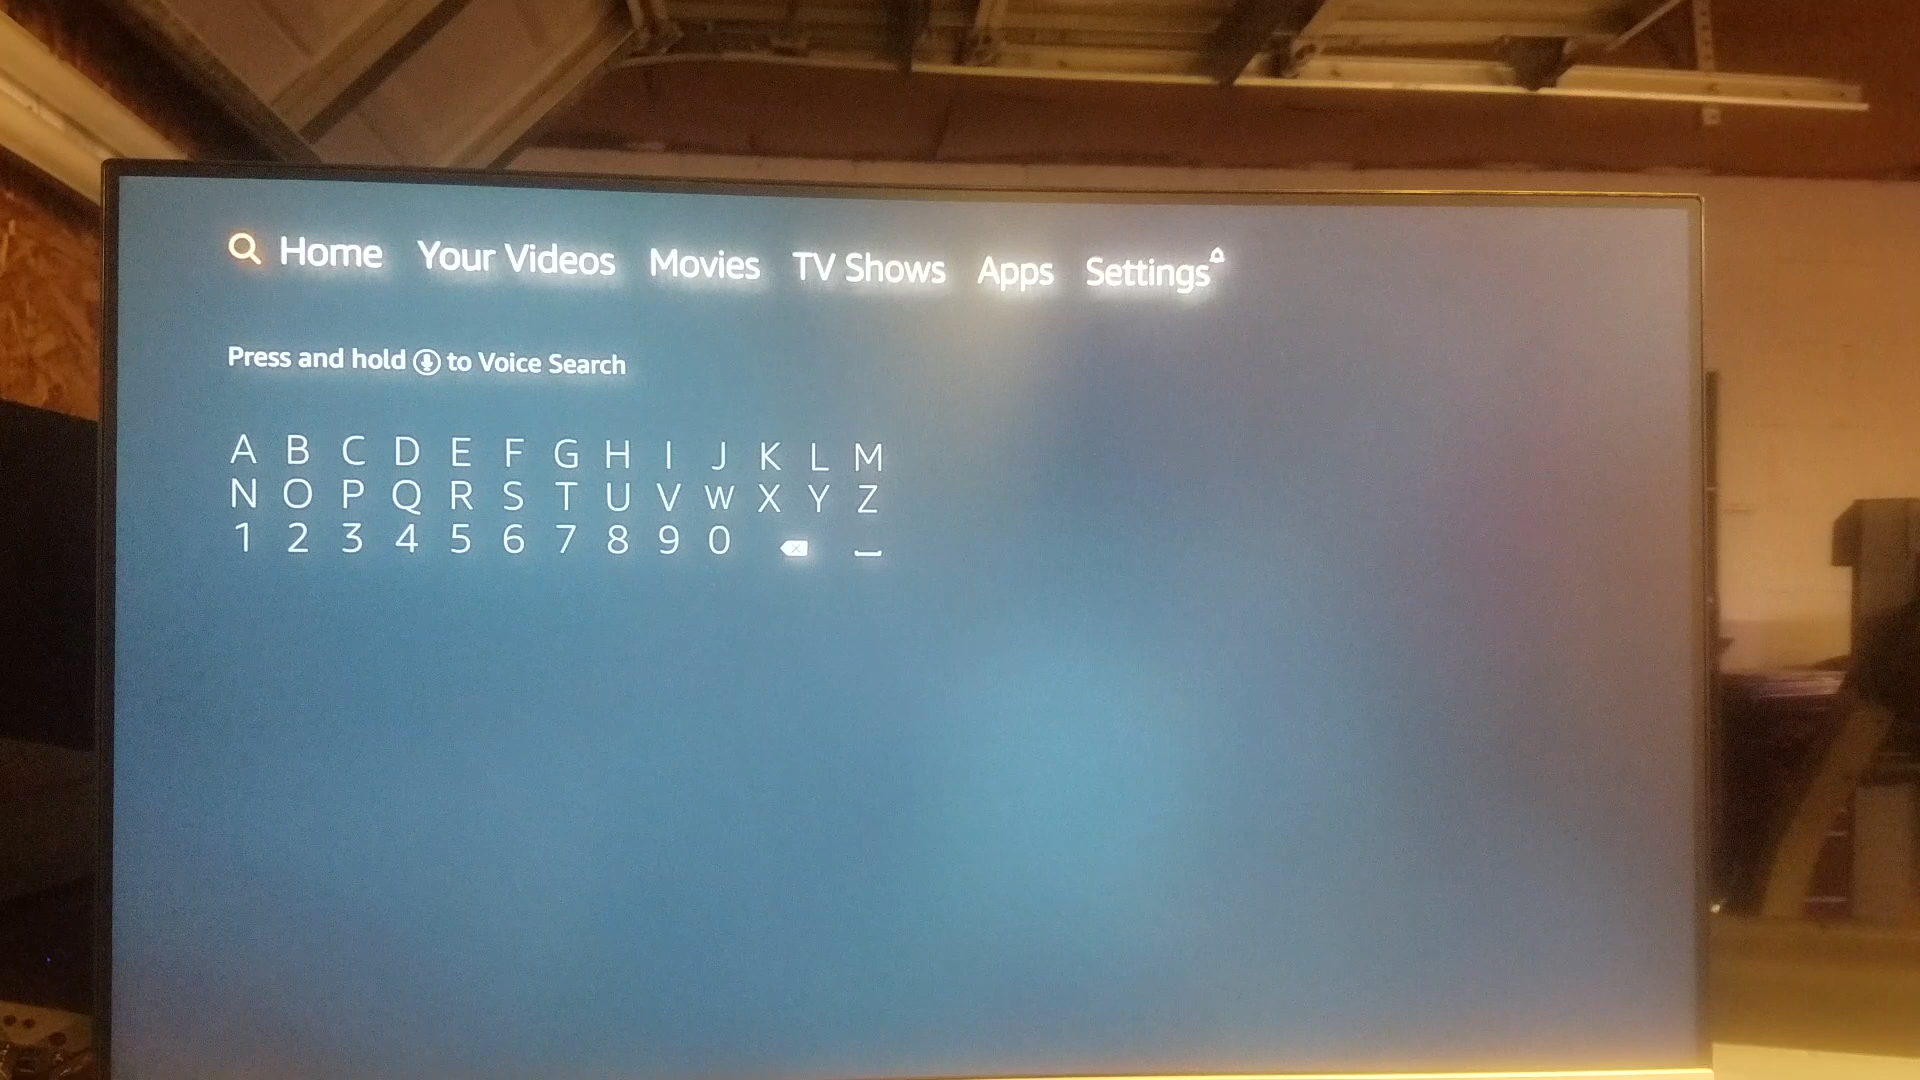 Home Your Videos Movies TV Shows Apps Settings
Press and hold to Voice Search
A B C D E F G H I J K L M
N O P Q R S T U V W X Y Z
1 2 3 4 5 6 7 8 9 0